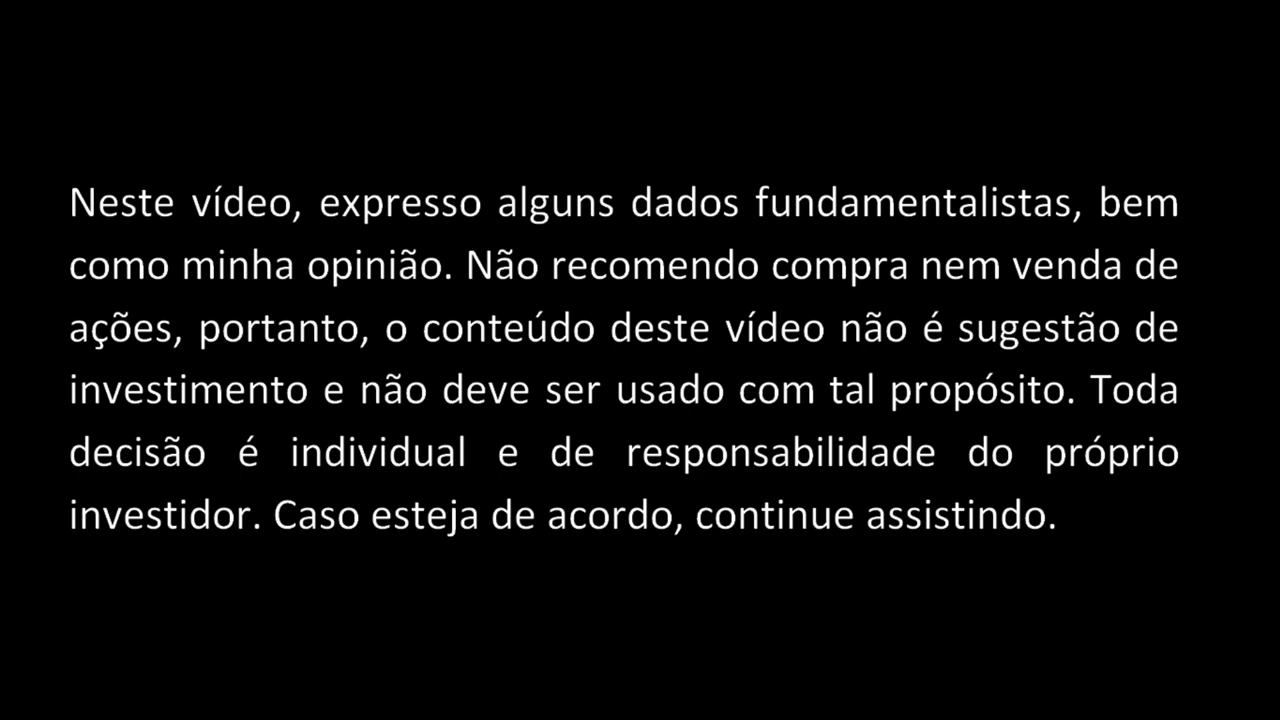 Neste vídeo, expresso alguns dados fundamentalistas, bem
como minha opinião. Não recomendo compra nem venda de
ações, portanto, o conteúdo deste vídeo não é sugestão de
investimento e não deve ser usado com tal propósito. Toda
decisão é individual e de responsabilidade do próprio
investidor. Caso esteja de acordo, continue assistindo.